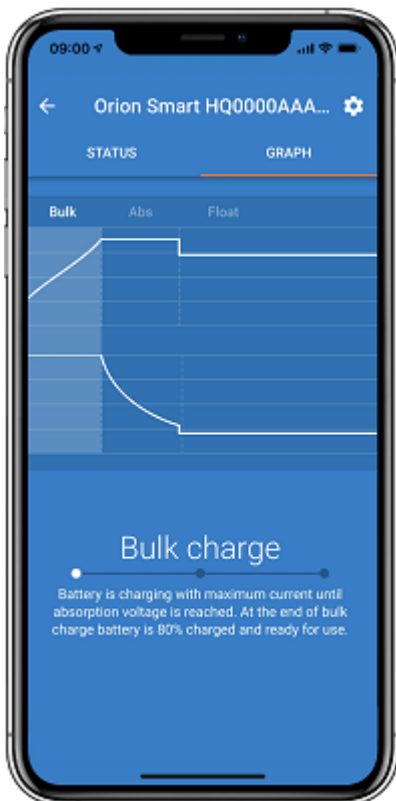 09:00
Orion Smart HQ0000AAA...
STATUS
GRAPH
Bulk
Abs
Float
Bulk charge
Battery is charging with maximum current until
absorption voltage is reached. At the end of bulk
charge battery is 80% charged and ready for use.